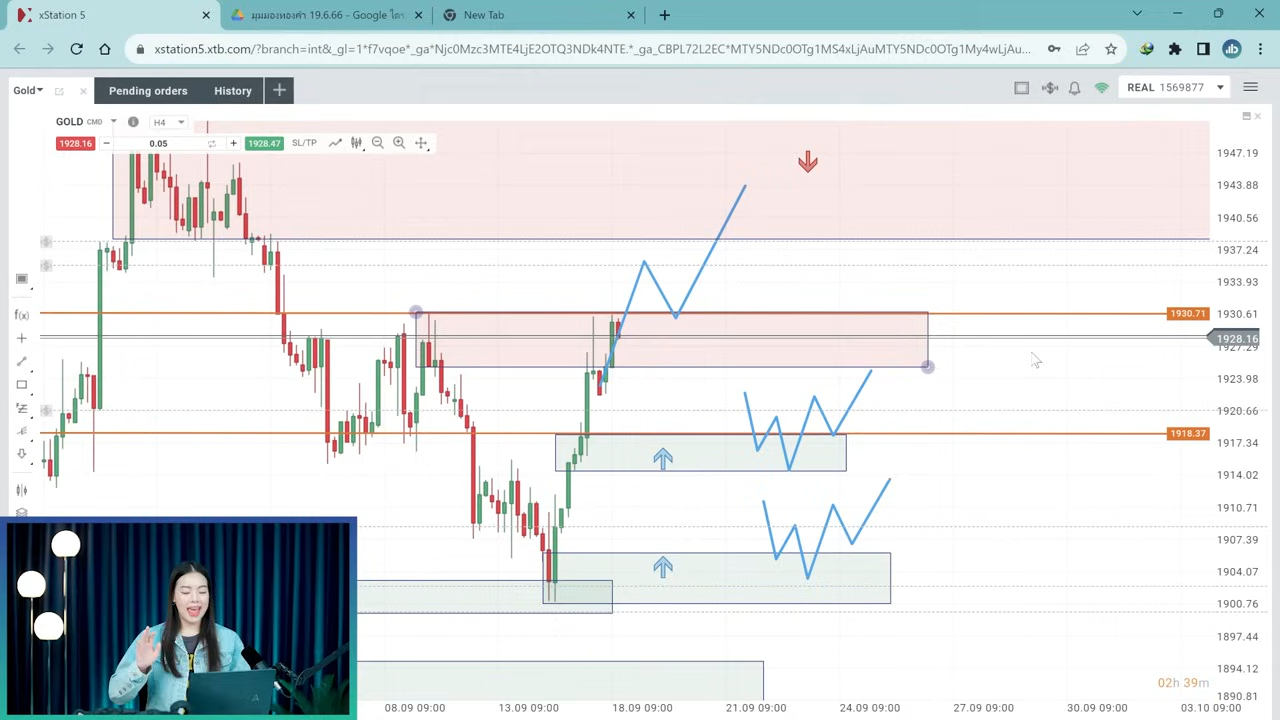 xStation 5
มุมมองทองคำ 19.6.66 - Google ไดร
New Tab
xstation5.xtb.com/?branch=int&_gl=1*f7vqoe*_ga*Njc0Mzc3MTE4LjE2OTQ3NDk4NTE.*_ga_CBPL72L2EC*MTY5NDc0OTg1MS4xLjAuMTY5NDc0OTg1My4wLjAu...
Gold
Pending orders
History
REAL 1569877
GOLD CMD
H4
1928.16
0.05
1928.47
SL/TP
1947.19
1943.88
1940.56
1937.24
1933.93
1930.71
1930.61
1928.16
1927.29
1923.98
1920.66
1918.37
1917.34
1914.02
1910.71
1907.39
1904.07
1900.76
1897.44
1894.12
1890.81
02h 39m
08.09 09:00
13.09 09:00
18.09 09:00
21.09 09:00
24.09 09:00
27.09 09:00
30.09 09:00
03.10 09:00